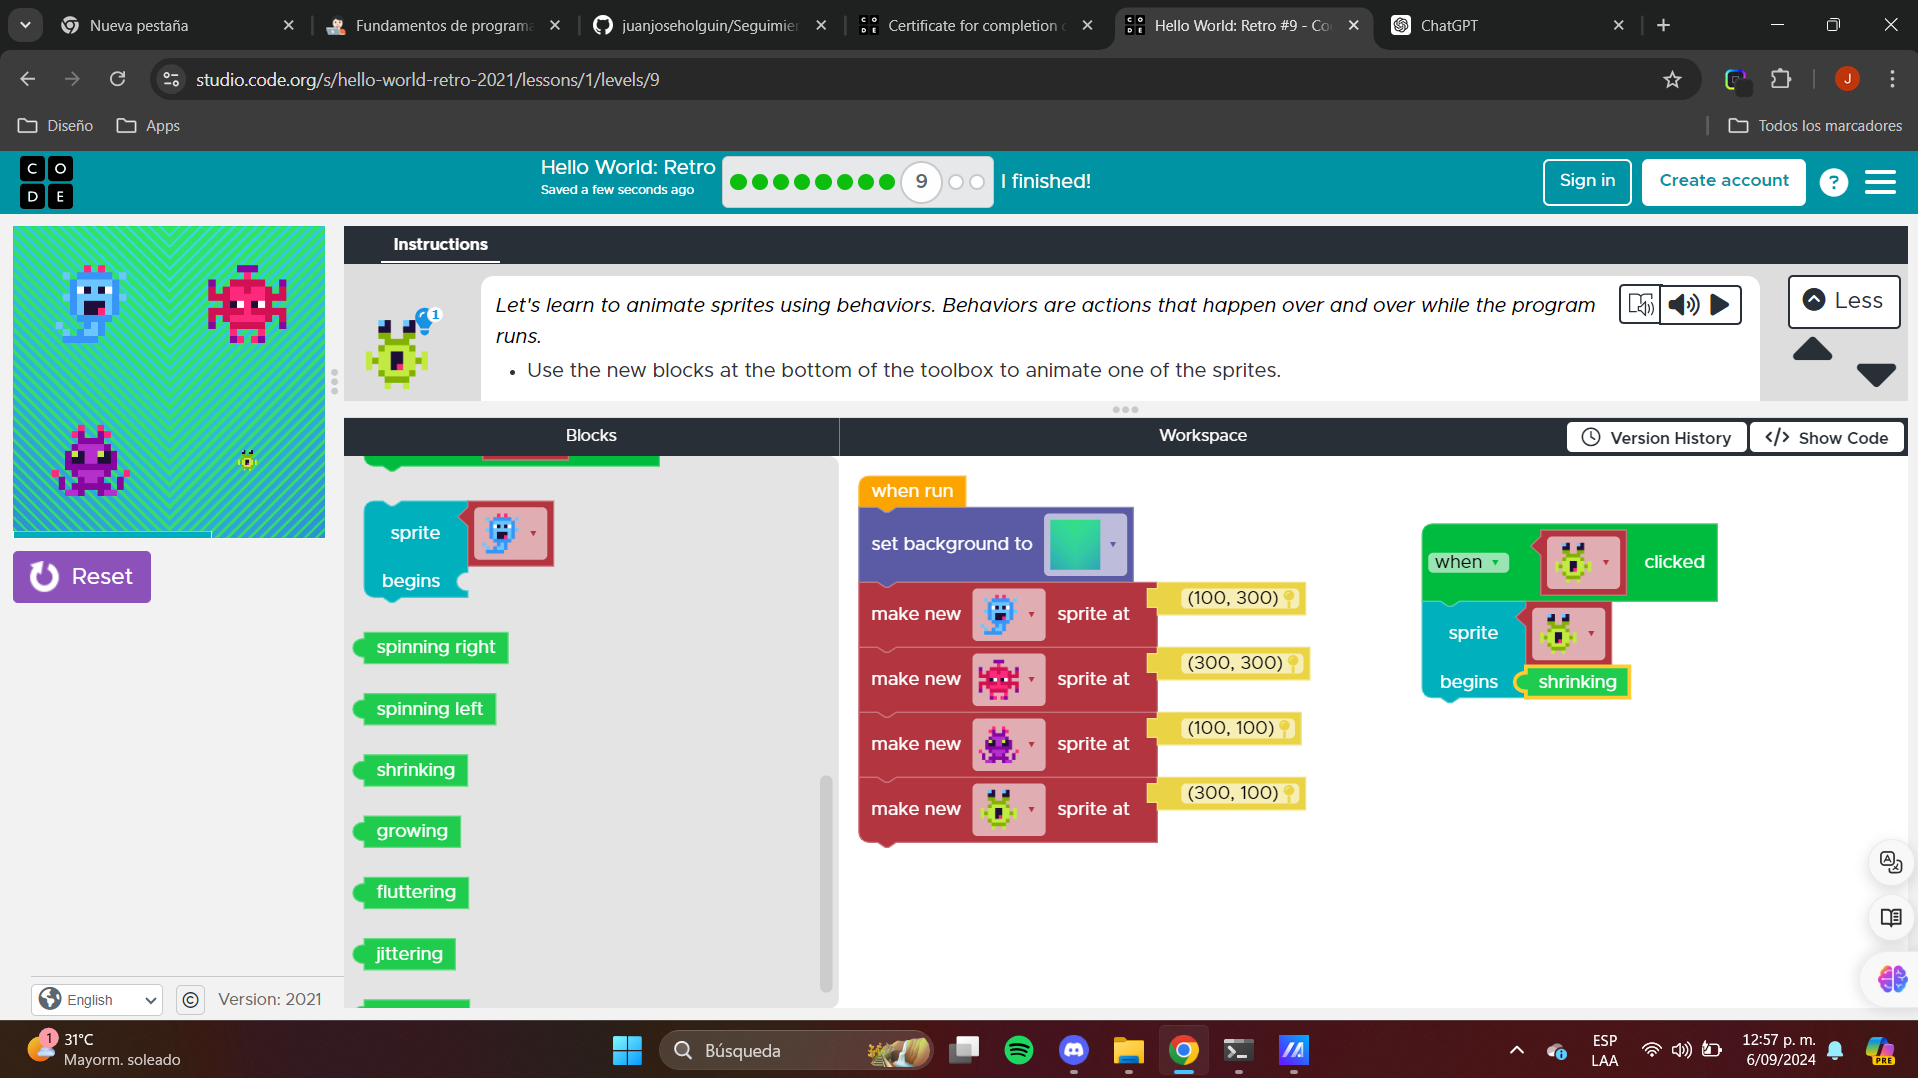 Nueva pestaña
Fundamentos de programa
juanjoseholguin/Seguimier
Certificate for completion
Hello World: Retro #9 - Co
ChatGPT
studio.code.org/s/hello-world-retro-2021/lessons/1/levels/9
J
Diseño
Apps
Todos los marcadores
C O
D E
Hello World: Retro
Saved a few seconds ago
9
I finished!
Sign in
Create account
?
Instructions
1
Let's learn to animate sprites using behaviors. Behaviors are actions that happen over and over while the program
runs.
• Use the new blocks at the bottom of the toolbox to animate one of the sprites.
Less
Reset
Blocks
Workspace
Version History
</> Show Code
sprite
begins
spinning right
spinning left
shrinking
growing
fluttering
jittering
when run
set background to
make new sprite at (100, 300)
make new sprite at (300, 300)
make new sprite at (100, 100)
make new sprite at (300, 100)
when clicked
sprite
begins shrinking
English
©
Version: 2021
1
31°C
Mayorm. soleado
Búsqueda
ESP
LAA
12:57 p. m.
6/09/2024
PRE